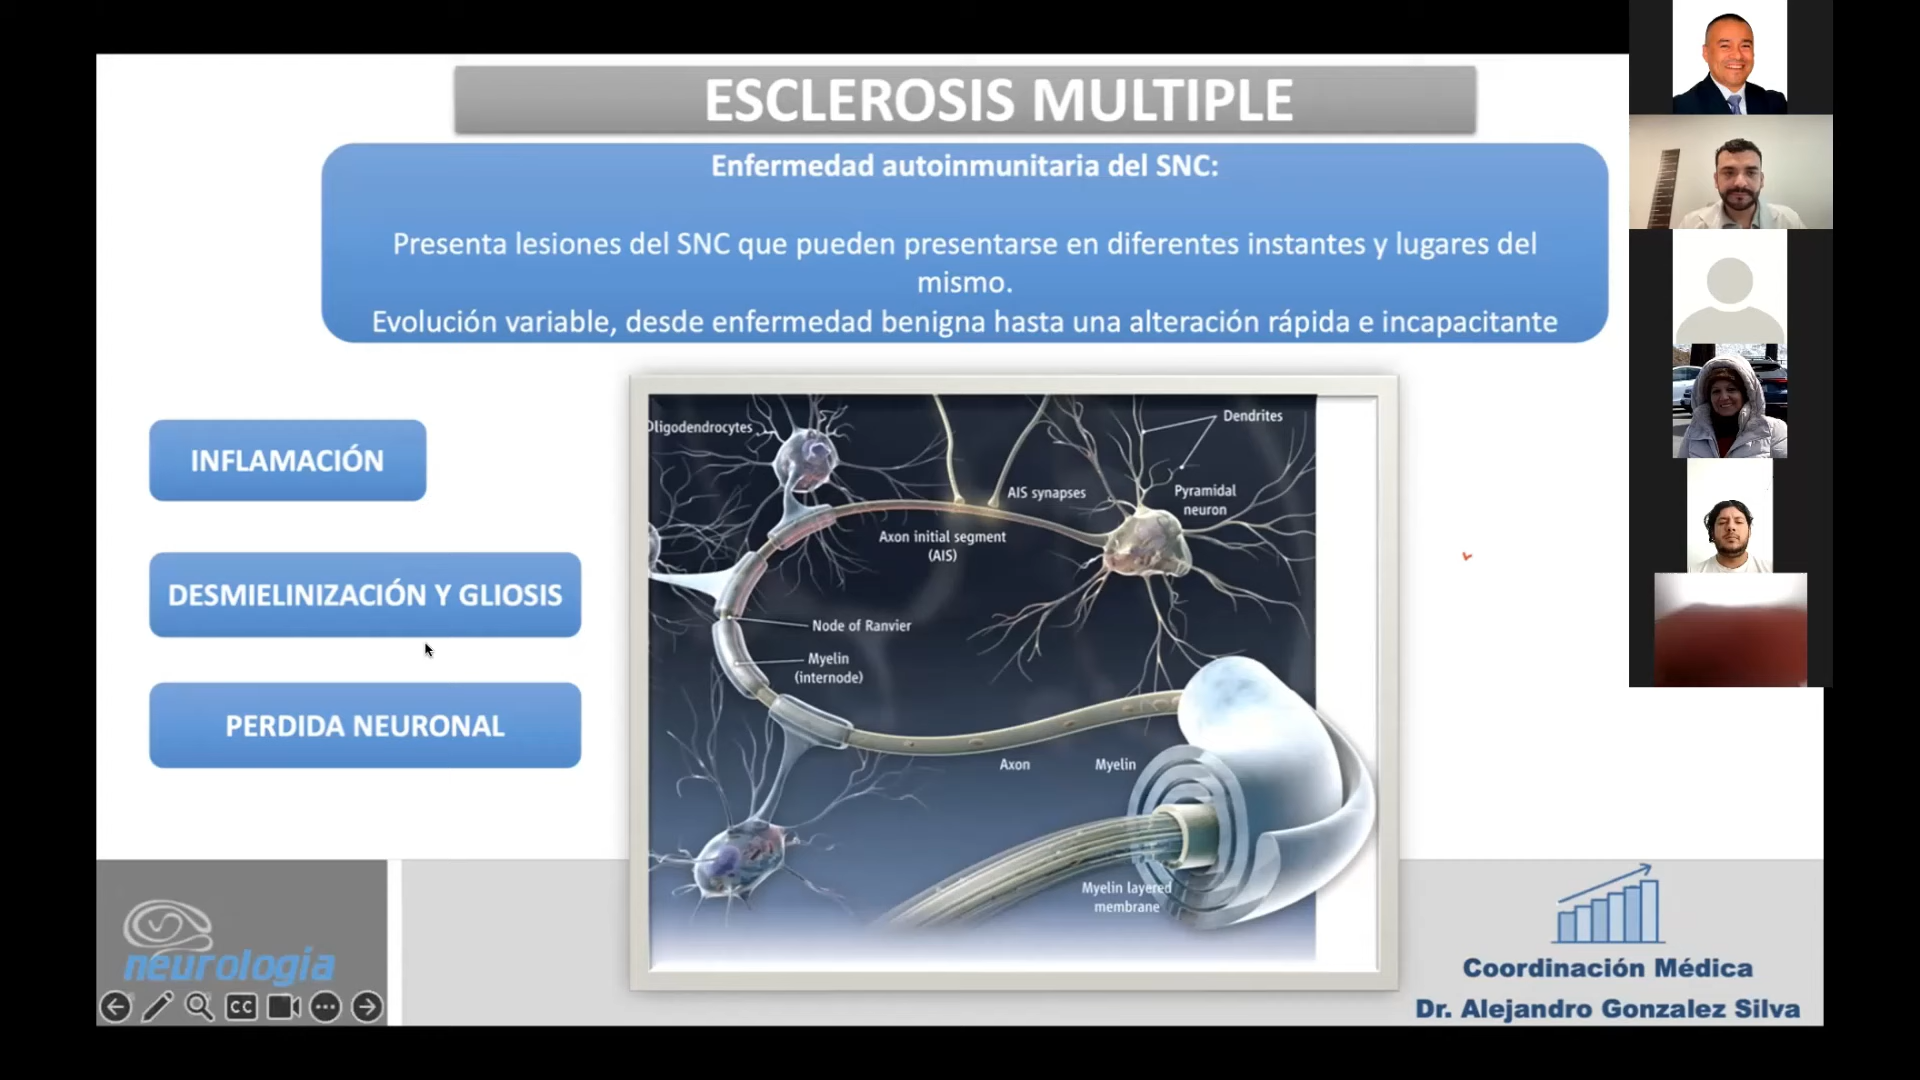 ESCLEROSIS MULTIPLE
Enfermedad autoinmunitaria del SNC:
Presenta lesiones del SNC que pueden presentarse en diferentes instantes y lugares del
mismo.
Evolución variable, desde enfermedad benigna hasta una alteración rápida e incapacitante
INFLAMACIÓN
DESMIELINIZACIÓN Y GLIOSIS
PERDIDA NEURONAL
Oligodendrocytes
Dendrites
AIS synapses
Pyramidal
neuron
Axon initial segment
(AIS)
Node of Ranvier
Myelin
(internode)
Axon
Myelin
Myelin layered
membrane
neurología
CC
Coordinación Médica
Dr. Alejandro Gonzalez Silva